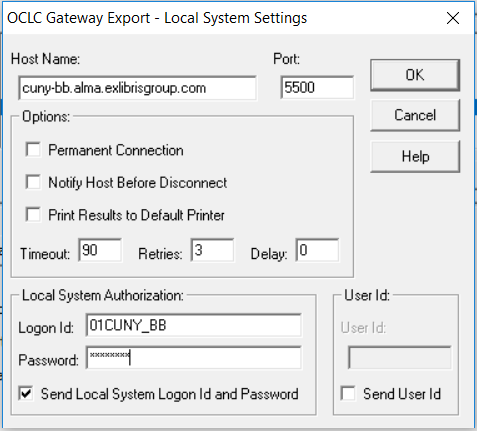 OCLC Gateway Export - Local System Settings
Host Name: Port:
cuny-bb.alma.exlibrisgroup.com 5500
OK
Cancel
Help
Options:
Permanent Connection
Notify Host Before Disconnect
Print Results to Default Printer
Timeout: 90 Retries: 3 Delay: 0
Local System Authorization:
Logon Id: 01CUNY_BB
Password: ********
Send Local System Logon Id and Password
User Id:
User Id:
Send User Id